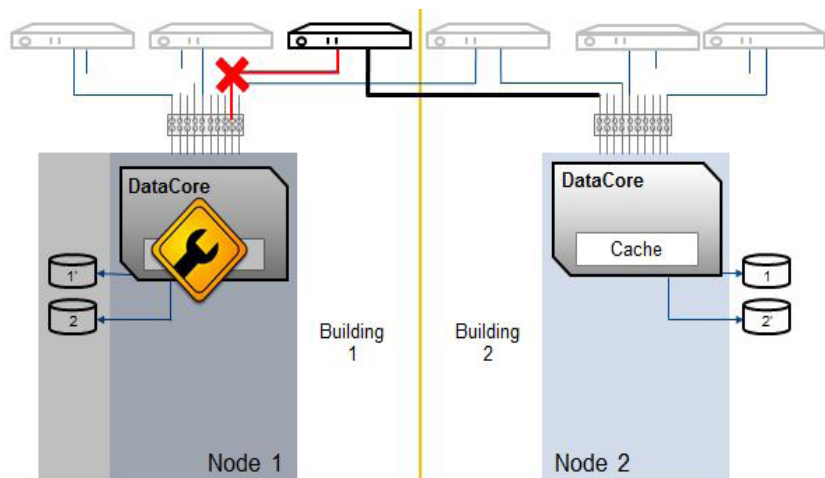 DataCore
DataCore
Cache
1'
2
1
2'
Building
1
Building
2
Node 1
Node 2